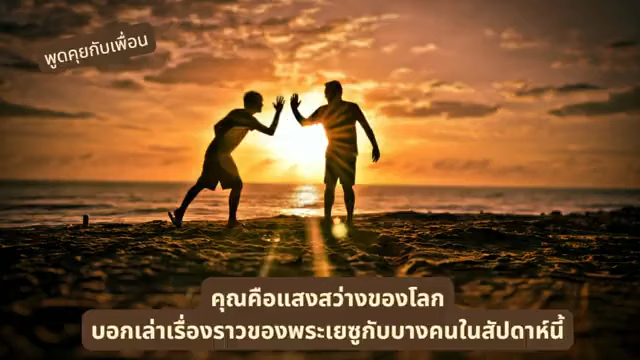 พูดคุยกับเพื่อน
คุณคือแสงสว่างของโลก
บอกเล่าเรื่องราวของพระเยซูกับบางคนในสัปดาห์นี้